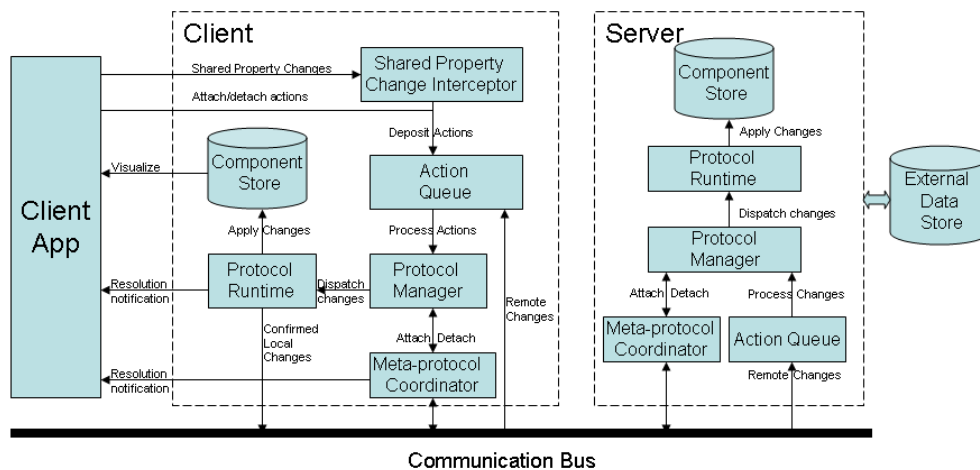 Client
Server
Shared Property
Change Interceptor
Shared Property Changes
Attach/detach actions
Deposit Actions
Component
Store
Visualize
Action
Queue
Client
App
Apply Changes
Process Actions
Protocol
Runtime
Dispatch
changes
Protocol
Manager
Resolution
notification
Remote
Changes
Confirmed
Local
Changes
Attach Detach
Meta-protocol
Coordinator
Resolution
notification
Component
Store
Apply Changes
Protocol
Runtime
Dispatch changes
Protocol
Manager
External
Data
Store
Attach Detach
Process Changes
Meta-protocol
Coordinator
Action Queue
Remote Changes
Communication Bus